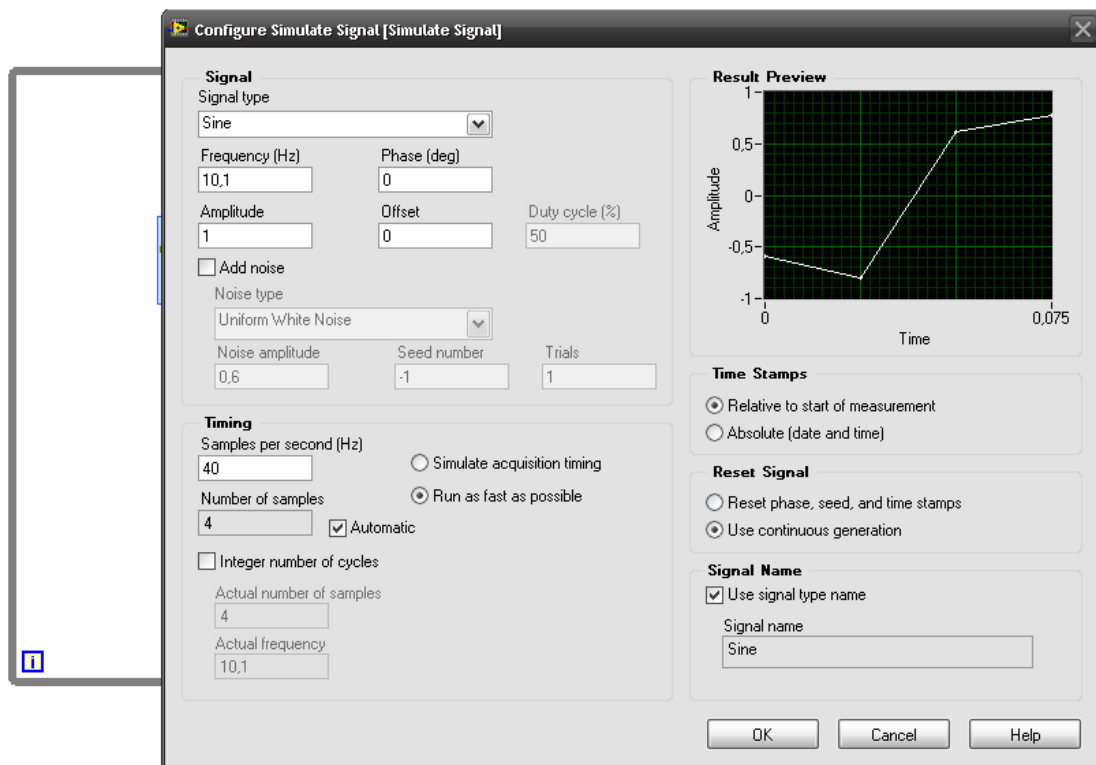 Configure Simulate Signal [Simulate Signal]
Signal
Signal type
Sine
Frequency (Hz)
Phase (deg)
10,1
0
Amplitude
Offset
Duty cycle (%)
1
0
50
Add noise
Noise type
Uniform White Noise
Noise amplitude
Seed number
Trials
0,6
-1
1
Timing
Samples per second (Hz)
40
Simulate acquisition timing
Run as fast as possible
Number of samples
4
Automatic
Integer number of cycles
Actual number of samples
4
Actual frequency
10,1
Result Preview
1
0,5
0
-0,5
-1
Amplitude
0
0,075
Time
Time Stamps
Relative to start of measurement
Absolute (date and time)
Reset Signal
Reset phase, seed, and time stamps
Use continuous generation
Signal Name
Use signal type name
Signal name
Sine
OK
Cancel
Help
i